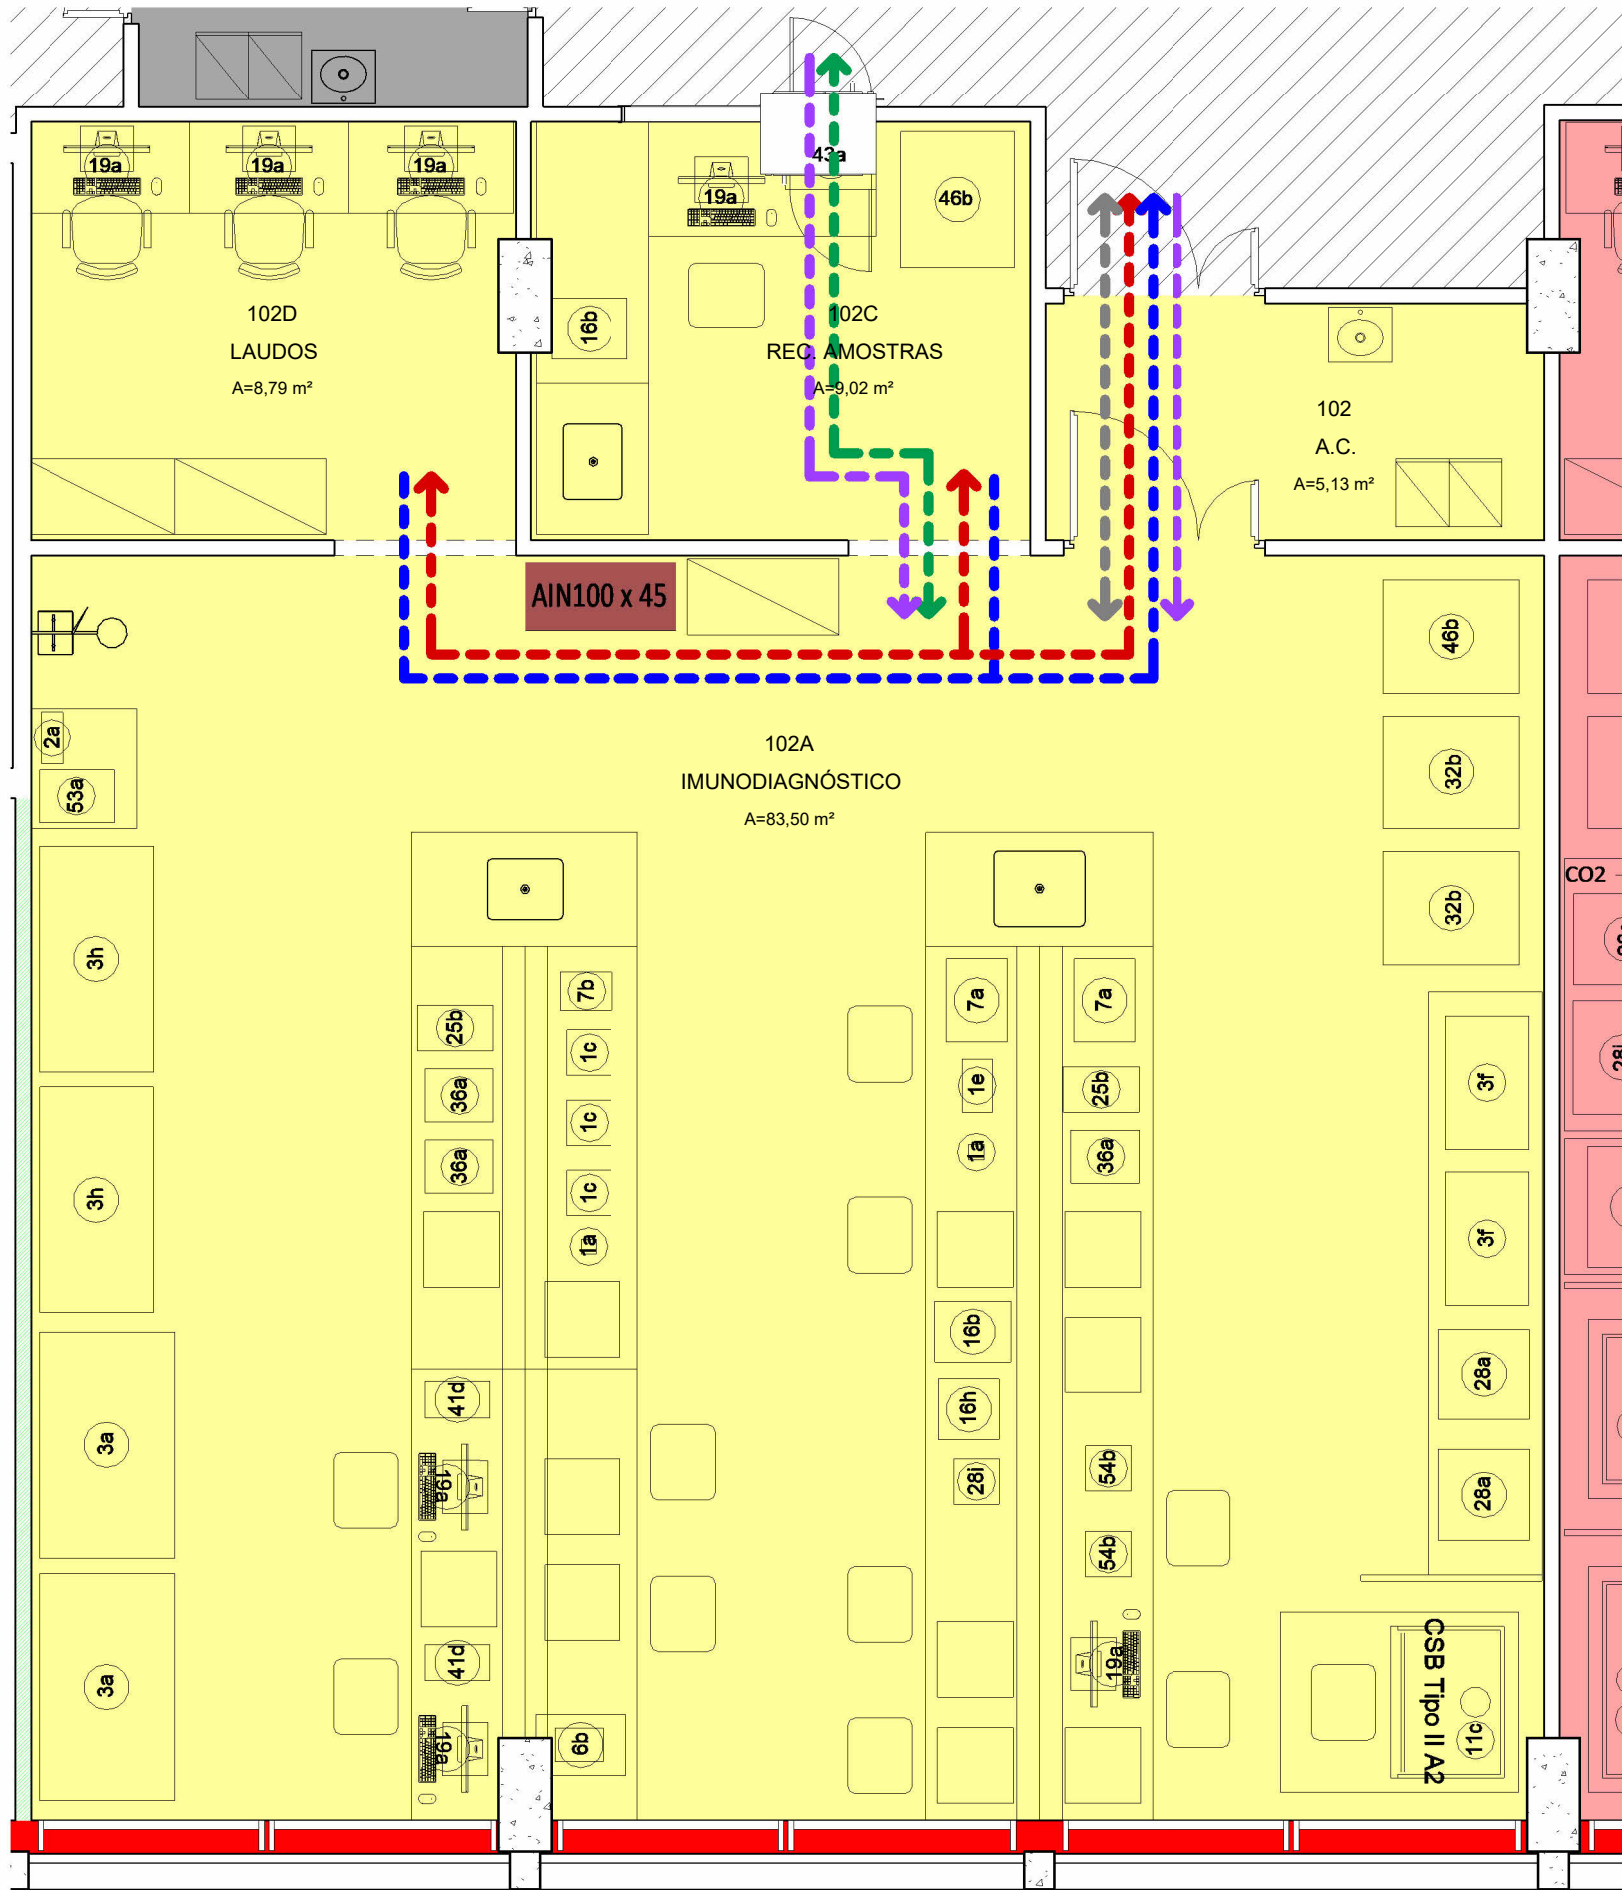 19a
19a
19a
19a
43a
46b
102D
LAUDOS
A=8,79 m²
16b
102C
REC. AMOSTRAS
A=9,02 m²
102
A.C.
A=5,13 m²
AIN100 x 45
46b
2a
53a
102A
IMUNODIAGNÓSTICO
A=83,50 m²
32b
32b
CO2
3h
7b
7a
7a
25b
1c
1e
25b
3f
36a
1c
1a
36a
36a
1c
3h
1a
3f
16b
28a
41d
16h
3a
19a
28i
54b
28a
54b
41d
19a
3a
19a
6b
CSB Tipo II A2
11c